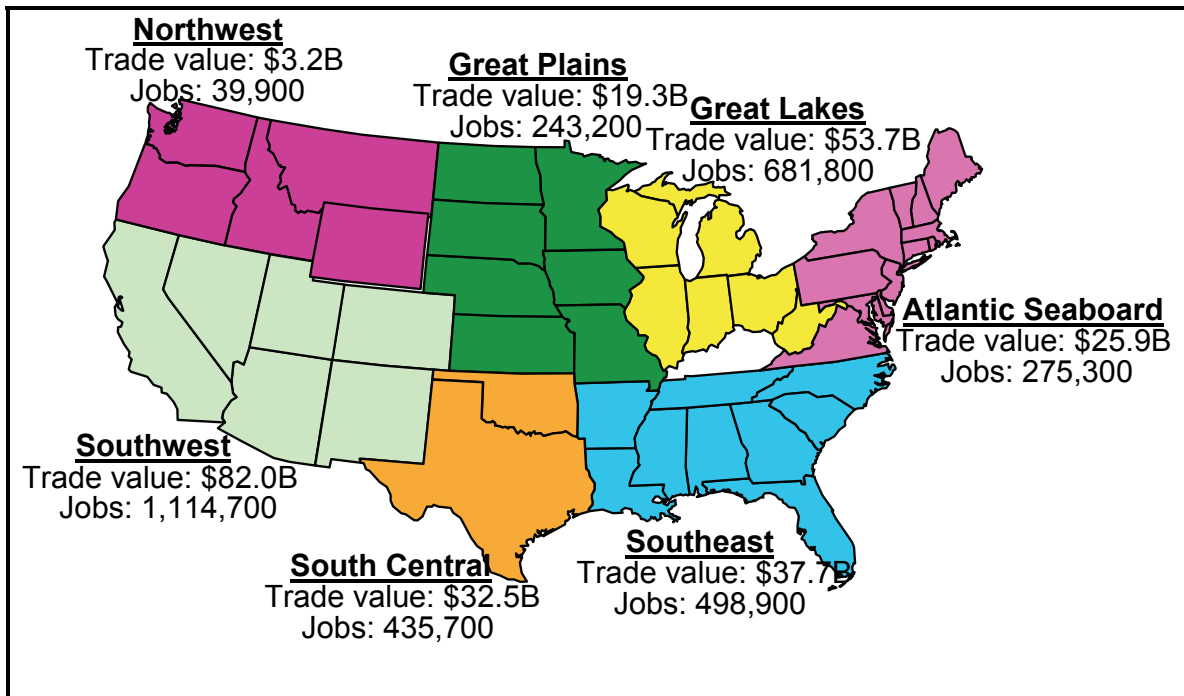 Northwest
Trade value: $3.2B
Jobs: 39,900
Great Plains
Trade value: $19.3B
Jobs: 243,200
Great Lakes
Trade value: $53.7B
Jobs: 681,800
Atlantic Seaboard
Trade value: $25.9B
Jobs: 275,300
Southwest
Trade value: $82.0B
Jobs: 1,114,700
South Central
Trade value: $32.5B
Jobs: 435,700
Southeast
Trade value: $37.7B
Jobs: 498,900